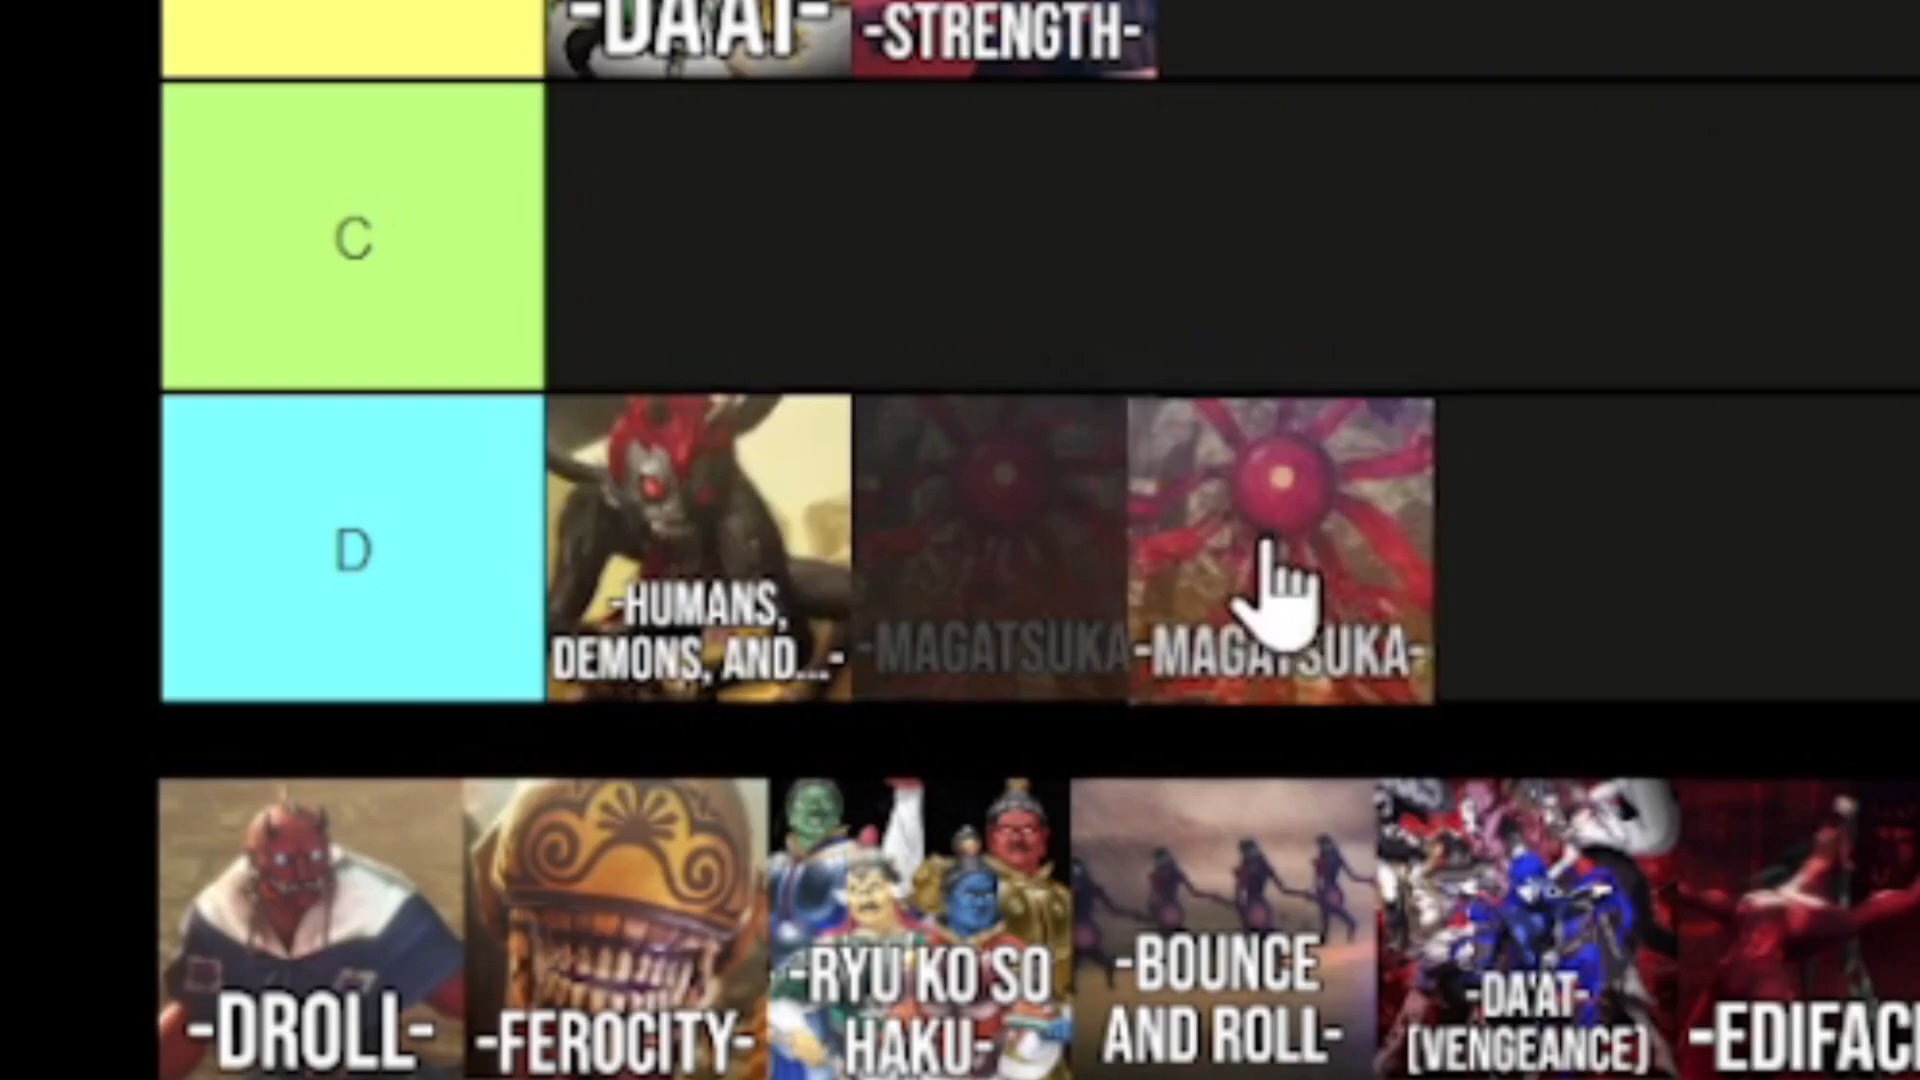 -DA'AT-
-STRENGTH-
C
D
-HUMANS,
DEMONS, AND...-
-MAGATSUKA
-MAGATSUKA-
-DROLL-
-FEROCITY-
-RYU KO SO
HAKU-
-BOUNCE
AND ROLL-
-DA'AT-
(VENGEANCE)